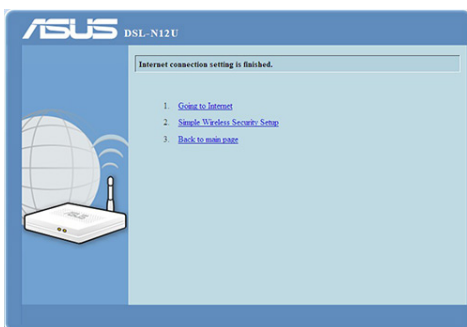 ASUS DSL-N12U
Internet connection setting is finished.
1. Going to Internet
2. Simple Wireless Security Setup
3. Back to main page
ASUS